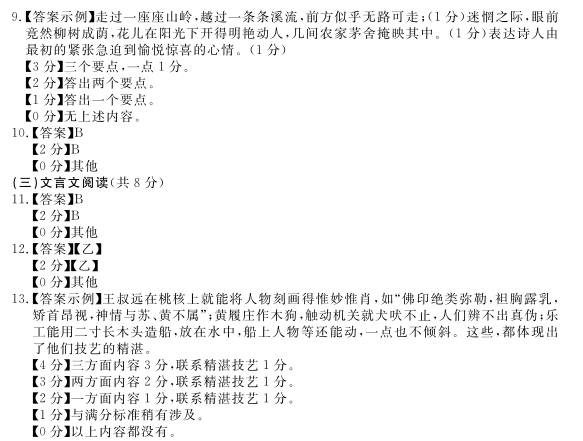 9.【答案示例】走过一座座山岭,越过一条条溪流,前方似乎无路可走;(1分)迷惘之际,眼前
竟然柳树成荫,花儿在阳光下开得明艳动人,几间农家茅舍掩映其中。(1分)表达诗人由
最初的紧张急迫到愉悦惊喜的心情。(1分)
【3分】三个要点,一点1分。
【2分】答出两个要点。
【1分】答出一个要点。
【0分】无上述内容。
10.【答案】B
【2分】B
【0分】其他
(三)文言文阅读(共8分)
11.【答案】B
【2分】B
【0分】其他
12.【答案】【乙】
【2分】【乙】
【0分】其他
13.【答案示例】王叔远在桃核上就能将人物刻画得惟妙惟肖,如“佛印绝类弥勒,袒胸露乳,
矫首昂视,神情与苏、黄不属”;黄履庄作木狗,触动机关就犬吠不止,人们辨不出真伪;乐
工能用二寸长木头造船,放在水中,船上人物等还能动,一点也不倾斜。这些,都体现出
了他们技艺的精湛。
【4分】三方面内容3分,联系精湛技艺1分。
【3分】两方面内容2分,联系精湛技艺1分。
【2分】一方面内容1分,联系精湛技艺1分。
【1分】与满分标准稍有涉及。
【0分】以上内容都没有。